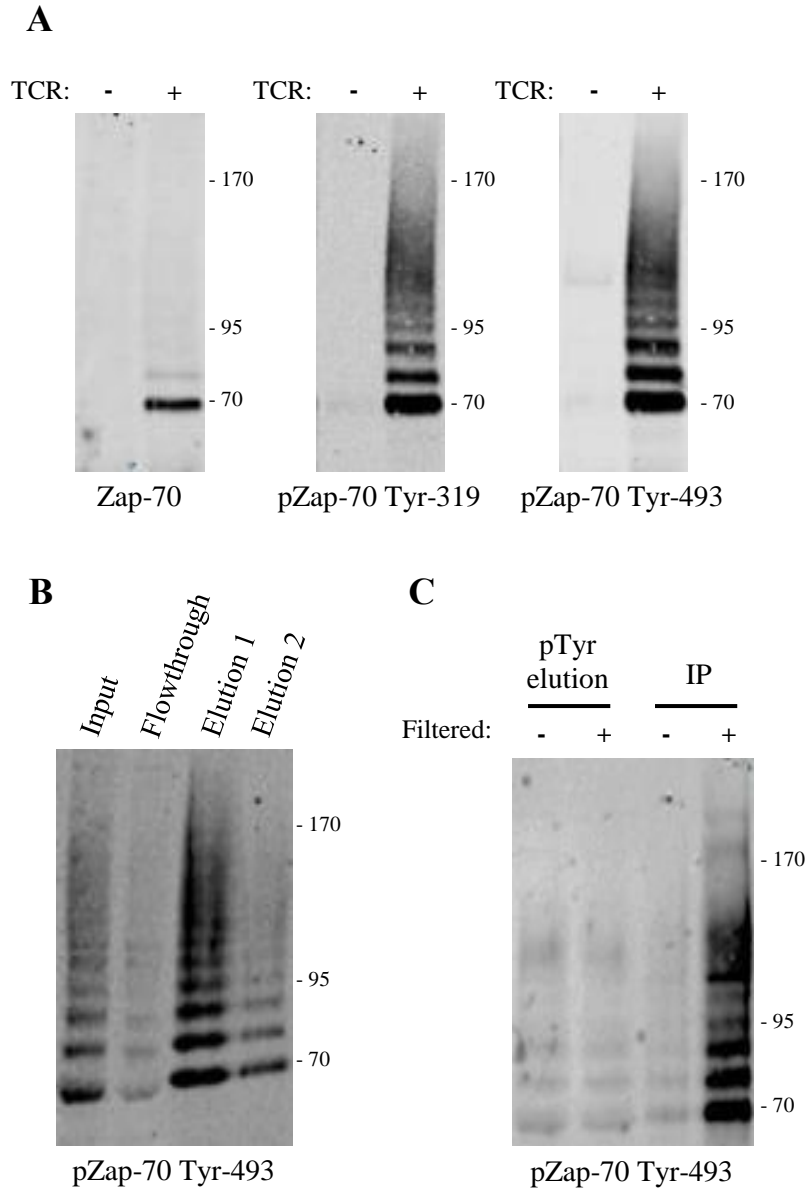 A
TCR: - + TCR: - + TCR: - +
- 170 - 170 - 170
- 95 - 95 - 95
- 70 - 70 - 70
Zap-70 pZap-70 Tyr-319 pZap-70 Tyr-493
B
Input Flowthrough Elution 1 Elution 2
- 170
- 95
- 70
pZap-70 Tyr-493
C
pTyr
elution
IP
Filtered: - + - +
- 170
- 95
- 70
pZap-70 Tyr-493